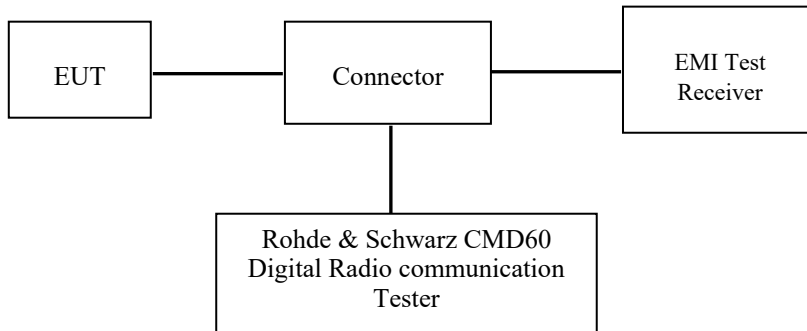 EUT
Connector
EMI Test
Receiver
Rohde & Schwarz CMD60
Digital Radio communication
Tester